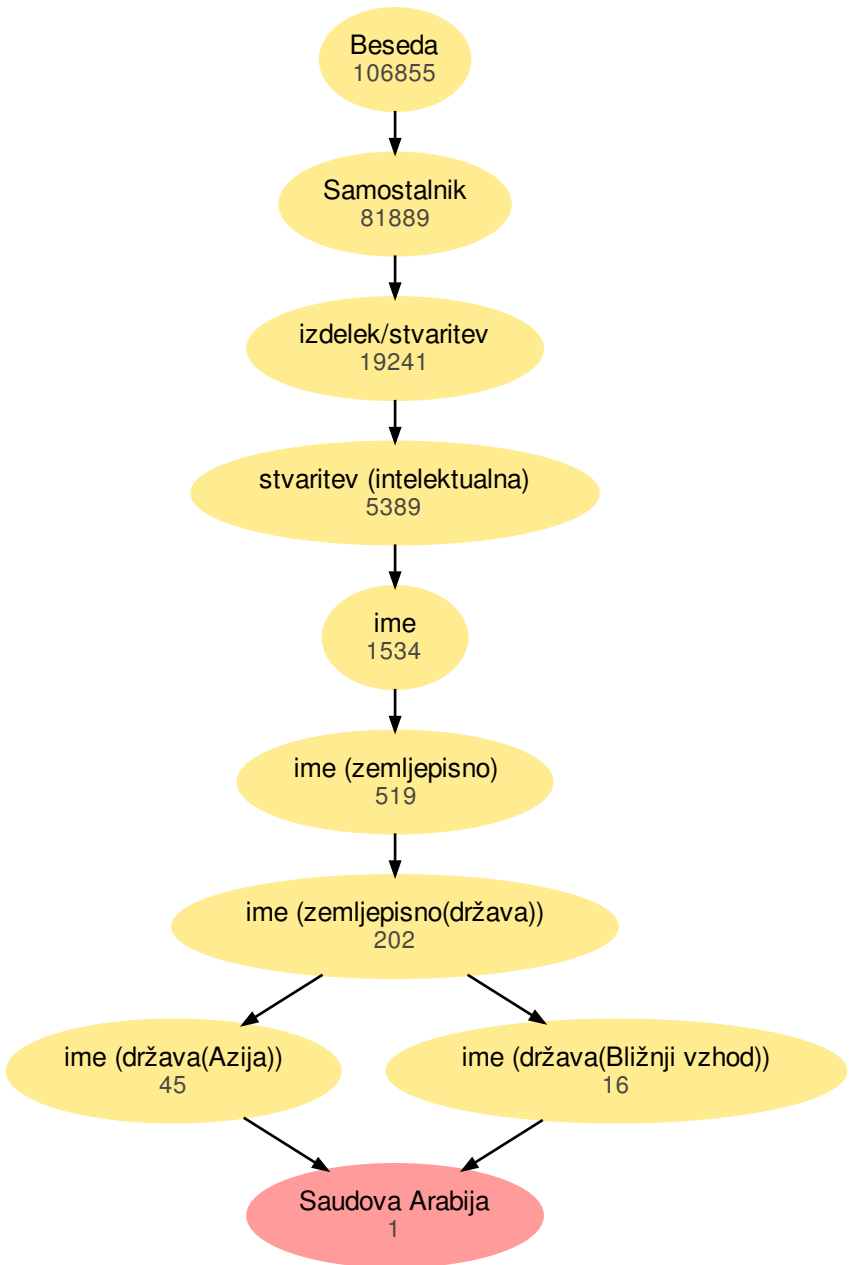 Beseda
106855
Samostalnik
81889
izdelek/stvaritev
19241
stvaritev (intelektualna)
5389
ime
1534
ime (zemljepisno)
519
ime (zemljepisno(država))
202
ime (država(Azija))
45
ime (država(Bližnji vzhod))
16
Saudova Arabija
1